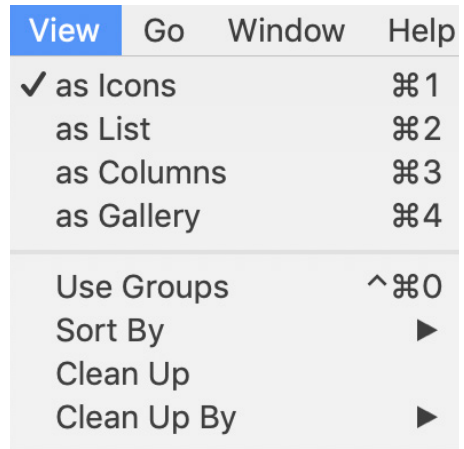 View Go Window Help
✓ as Icons ⌘1
as List ⌘2
as Columns ⌘3
as Gallery ⌘4
Use Groups ^⌘0
Sort By ▶
Clean Up
Clean Up By ▶